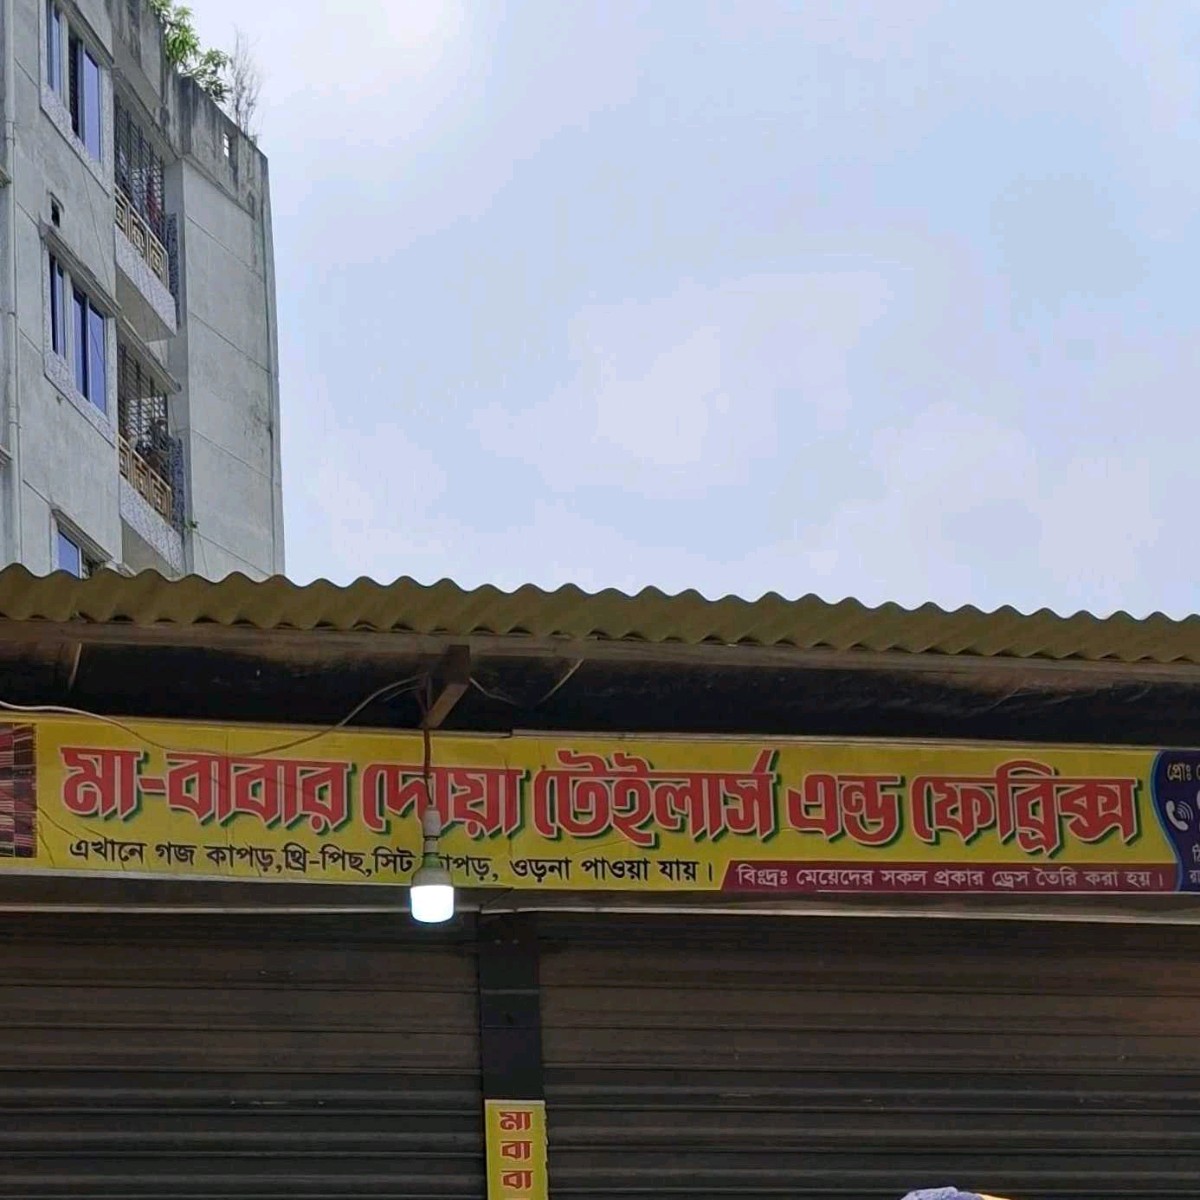 মা-বাবার দোয়া টেইলার্স এন্ড ফেব্রিক্স
এখানে গজ কাপড়,থ্রি-পিছ,সিট কাপড়, ওড়না পাওয়া যায়।
বিঃদ্রঃ মেয়েদের সকল প্রকার ড্রেস তৈরি করা হয়।
প্রোঃ
মা
বা
বা